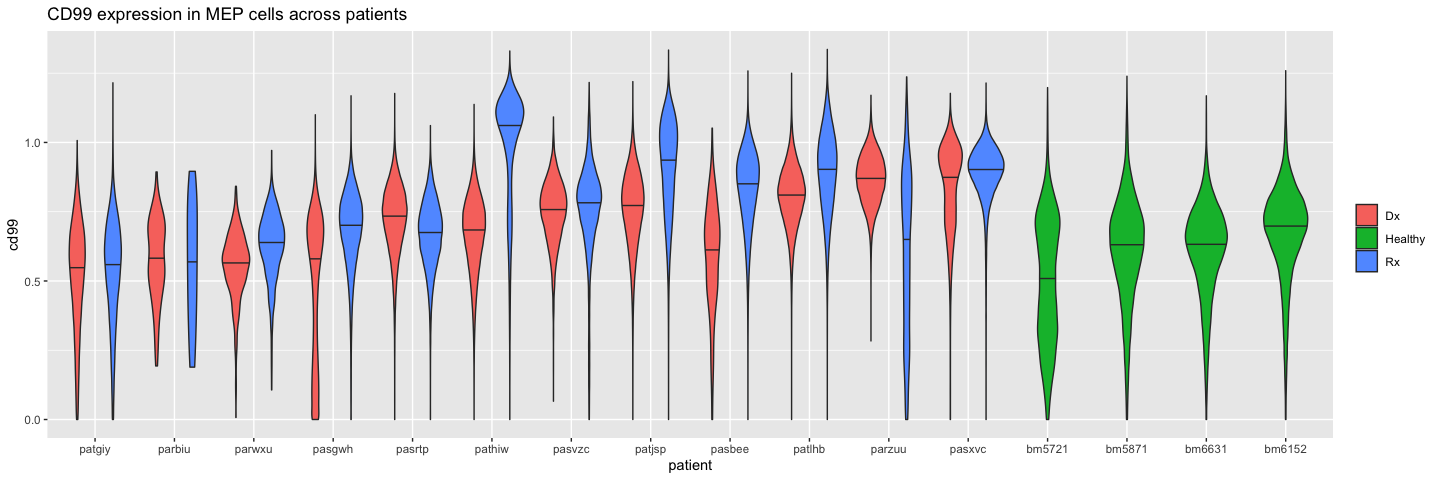 CD99 expression in MEP cells across patients
cd99
1.0
0.5
0.0
patgiy parbiu parwxu pasgwh pasrtp pathiw pasvzc patjsp pasbee patlhb parzuu pasxvc bm5721 bm5871 bm6631 bm6152
patient
Dx
Healthy
Rx